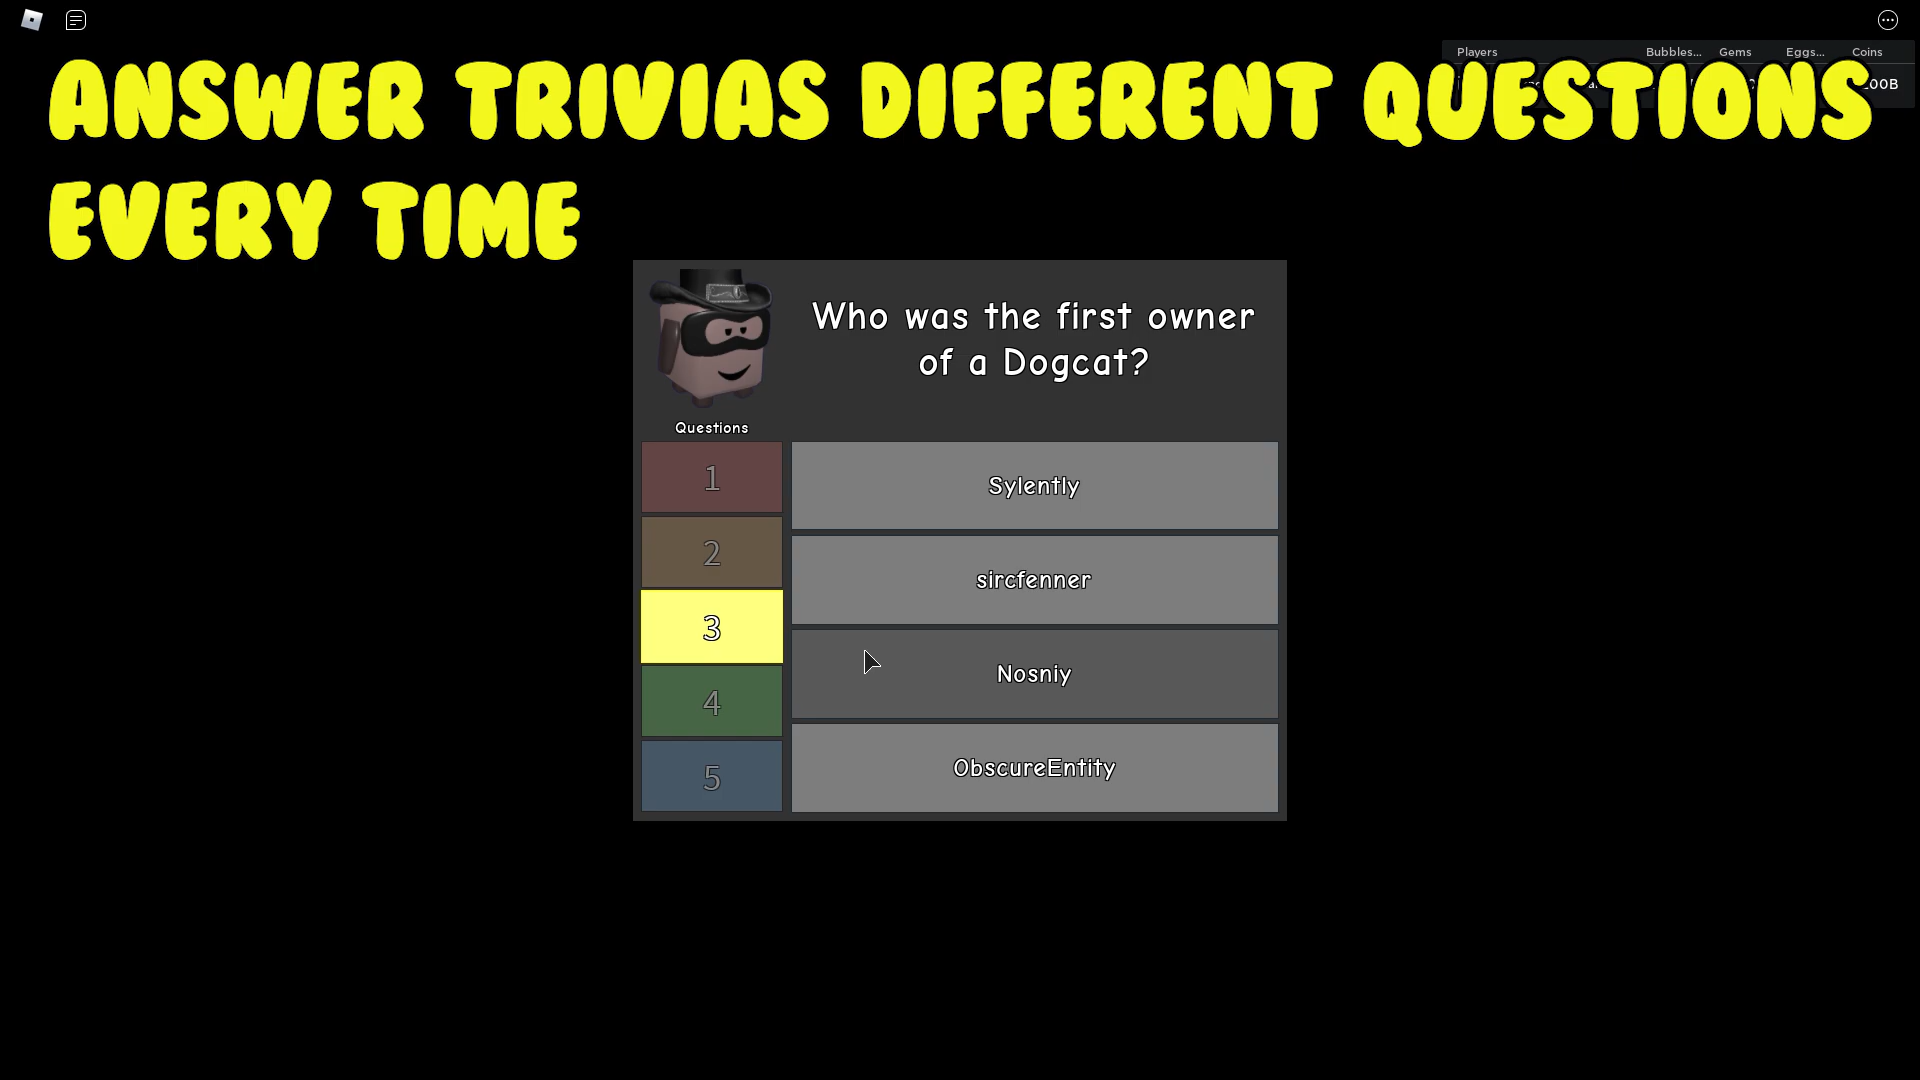 Players Bubbles... Gems Eggs... Coins
ANSWER TRIVIAS DIFFERENT QUESTIONS
EVERY TIME
Who was the first owner
of a Dogcat?
Questions
1
Sylently
2
sircfenner
3
Nosniy
4
ObscureEntity
5